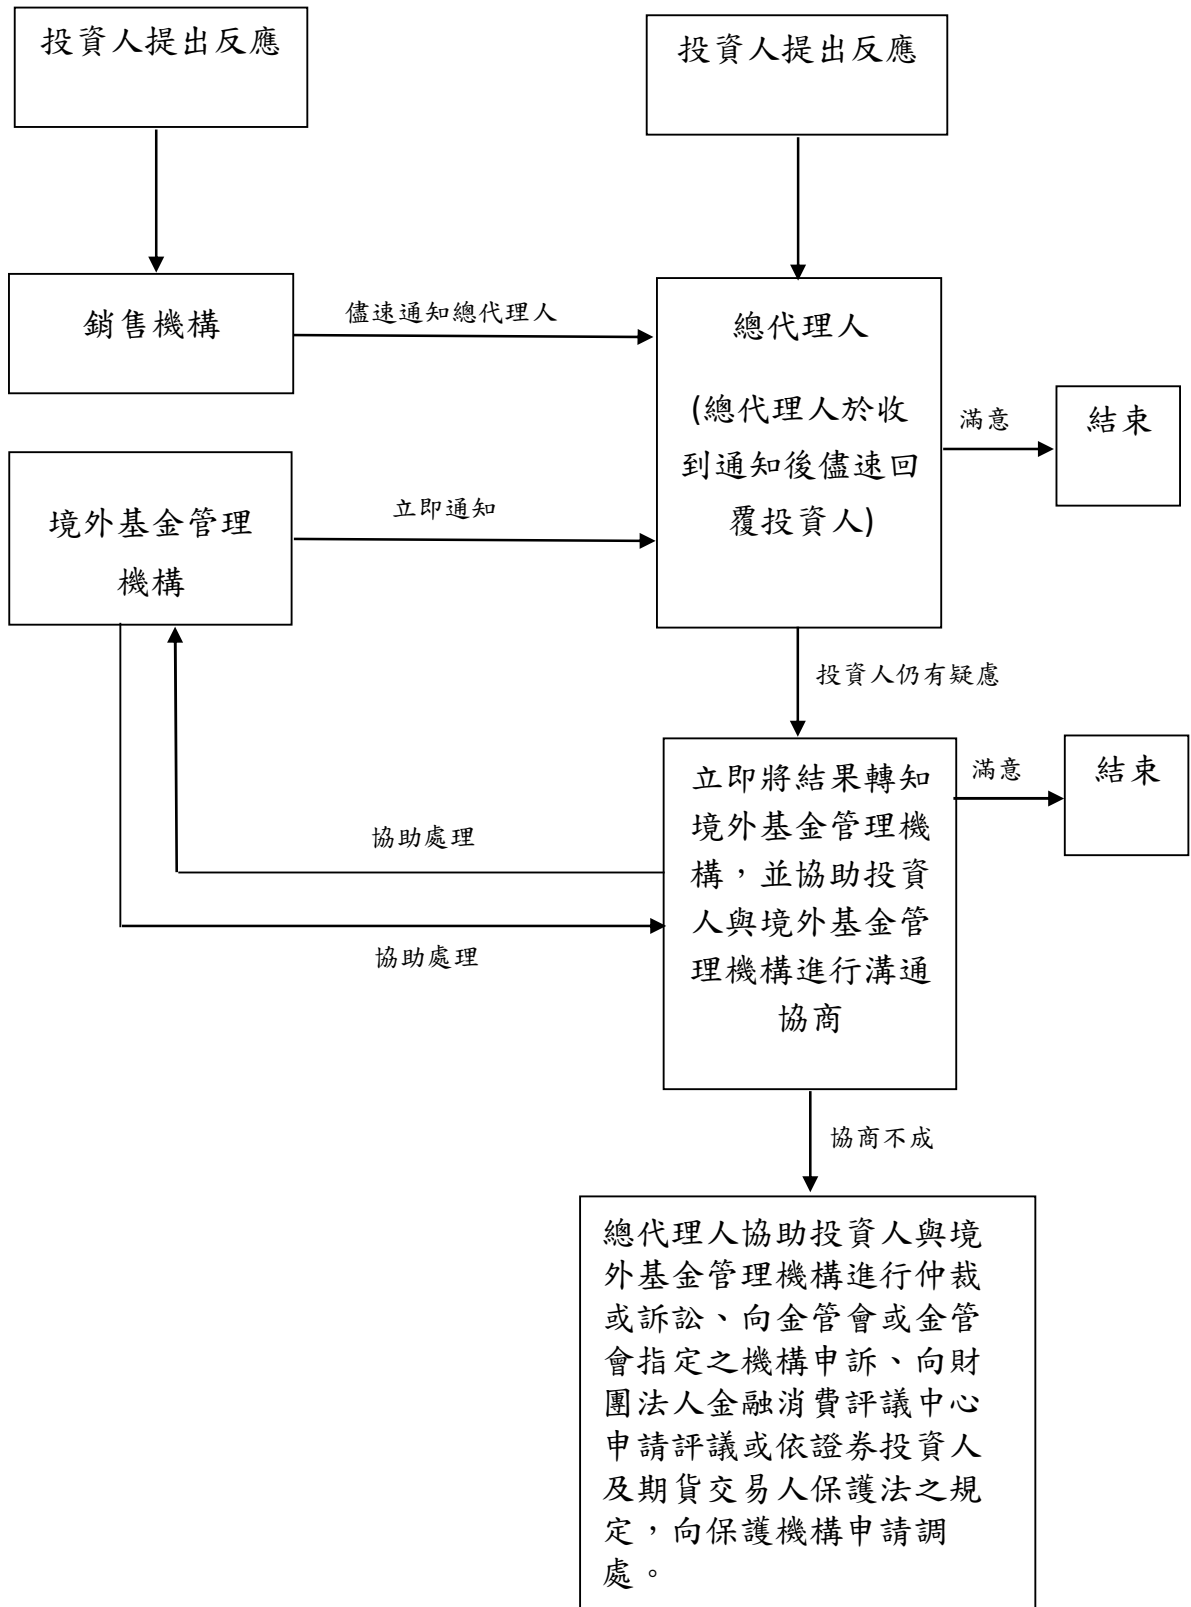 投資人提出反應
投資人提出反應
銷售機構
儘速通知總代理人
總代理人
(總代理人於收
到通知後儘速回
覆投資人)
滿意
結束
境外基金管理
機構
立即通知
投資人仍有疑慮
立即將結果轉知
境外基金管理機
構，並協助投資
人與境外基金管
理機構進行溝通
協商
滿意
結束
協助處理
協助處理
協商不成
總代理人協助投資人與境
外基金管理機構進行仲裁
或訴訟、向金管會或金管
會指定之機構申訴、向財
團法人金融消費評議中心
申請評議或依證券投資人
及期貨交易人保護法之規
定，向保護機構申請調
處。